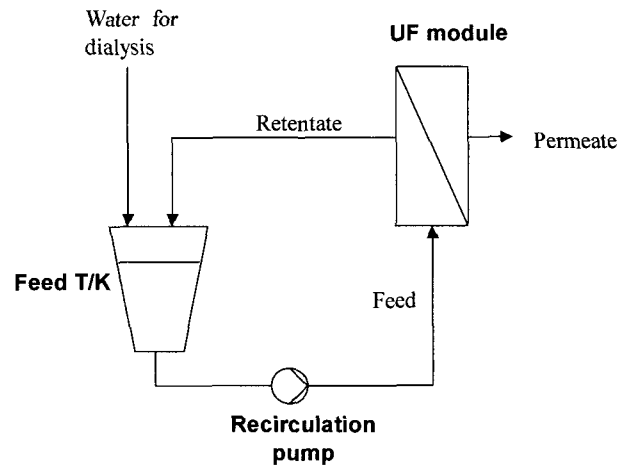 Water for
dialysis
UF module
Retentate
Permeate
Feed T/K
Feed
Recirculation
pump